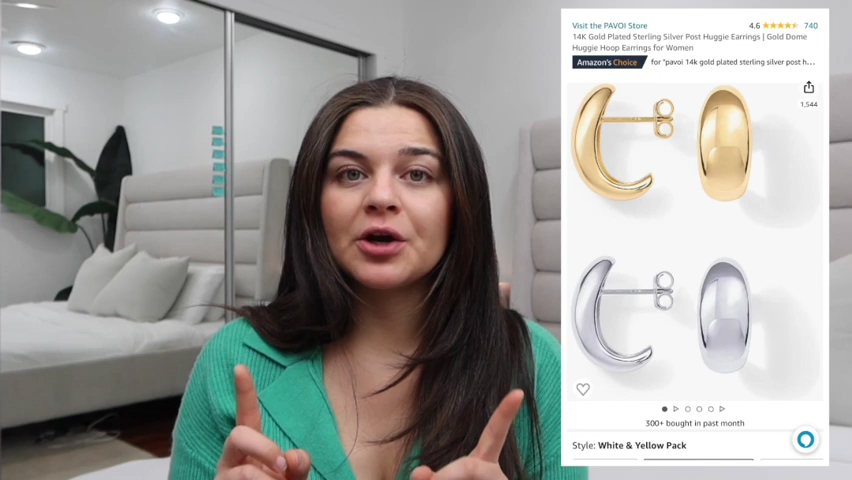 Visit the PAVOI Store 4.6 740
14K Gold Plated Sterling Silver Post Huggie Earrings | Gold Dome
Huggie Hoop Earrings for Women
Amazon's Choice for "pavoi 14k gold plated sterling silver post h...
1,544
300+ bought in past month
Style: White & Yellow Pack